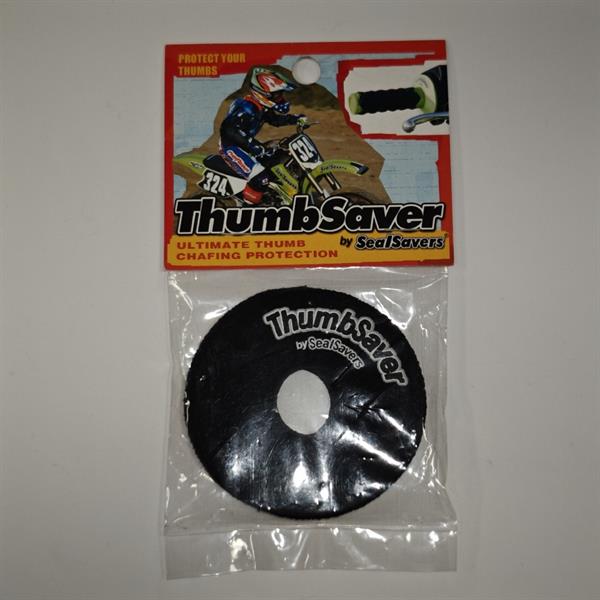 PROTECT YOUR
THUMBS
324
324
ThumbSaver
by SealSavers
ULTIMATE THUMB
CHAFING PROTECTION
ThumbSaver
by SealSavers